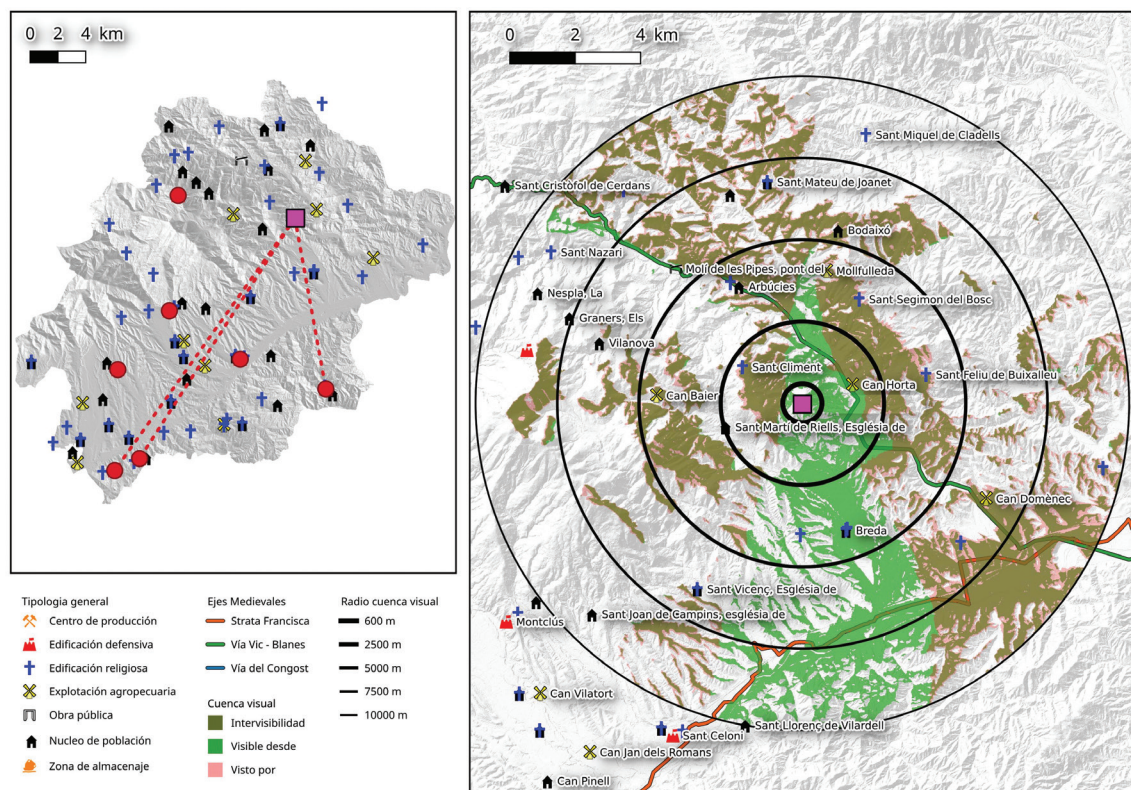 0 2 4 km
0 2 4 km
Sant Miquel de Cladells
Sant Cristòfol de Cerdans
Sant Mateu de Joanet
Bodaixó
Sant Nazari
Molí de les Pipes, pont del
Mollfulleda
Arbúcies
Nespla, La
Sant Segimon del Bosc
Graners, Els
Vilanova
Sant Climent
Sant Feliu de Buixalleu
Can Horta
Can Baier
Sant Martí de Riells, Església de
Can Domènec
Breda
Sant Vicenç, Església de
Sant Joan de Campins, església de
Montclús
Can Vilatort
Sant Llorenç de Vilardell
Sant Celoni
Can Jan dels Romans
Can Pinell
Tipologia general
Centro de producción
Edificación defensiva
Edificación religiosa
Explotación agropecuaria
Obra pública
Nucleo de población
Zona de almacenaje
Ejes Medievales
Strata Francisca
Vía Vic - Blanes
Vía del Congost
Cuenca visual
Intervisibilidad
Visible desde
Visto por
Radio cuenca visual
600 m
2500 m
5000 m
7500 m
10000 m